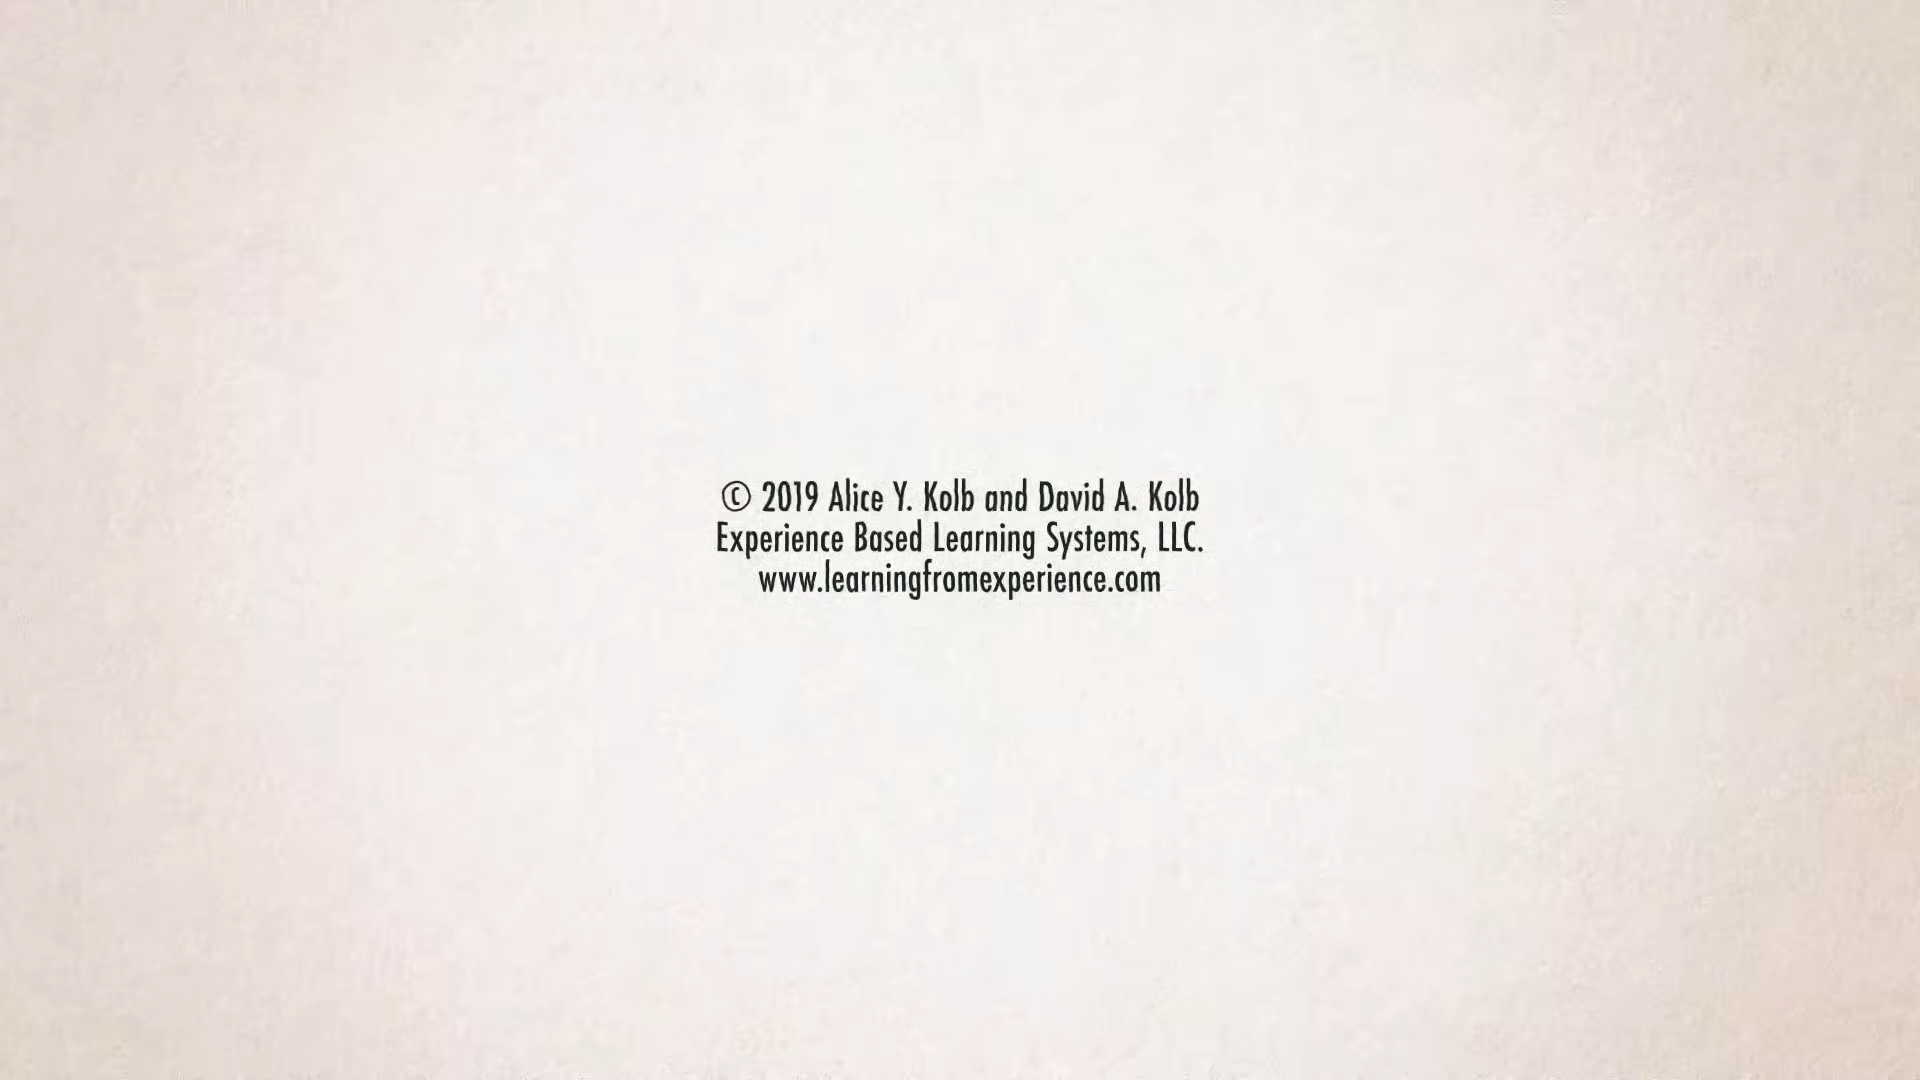 © 2019 Alice Y. Kolb and David A. Kolb
Experience Based Learning Systems, LLC.
www.learningfromexperience.com